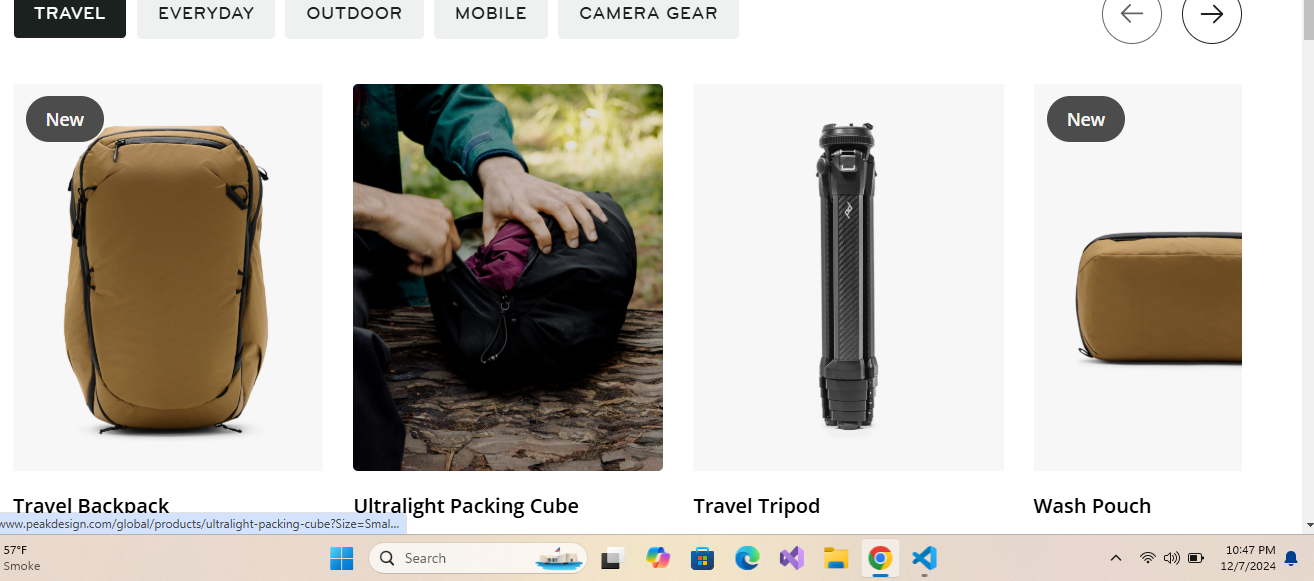 TRAVEL
EVERYDAY
OUTDOOR
MOBILE
CAMERA GEAR
New
New
Travel Backpack
Ultralight Packing Cube
Travel Tripod
Wash Pouch
www.peakdesign.com/global/products/ultralight-packing-cube?Size=Smal...
57°F
Smoke
Search
10:47 PM
12/7/2024